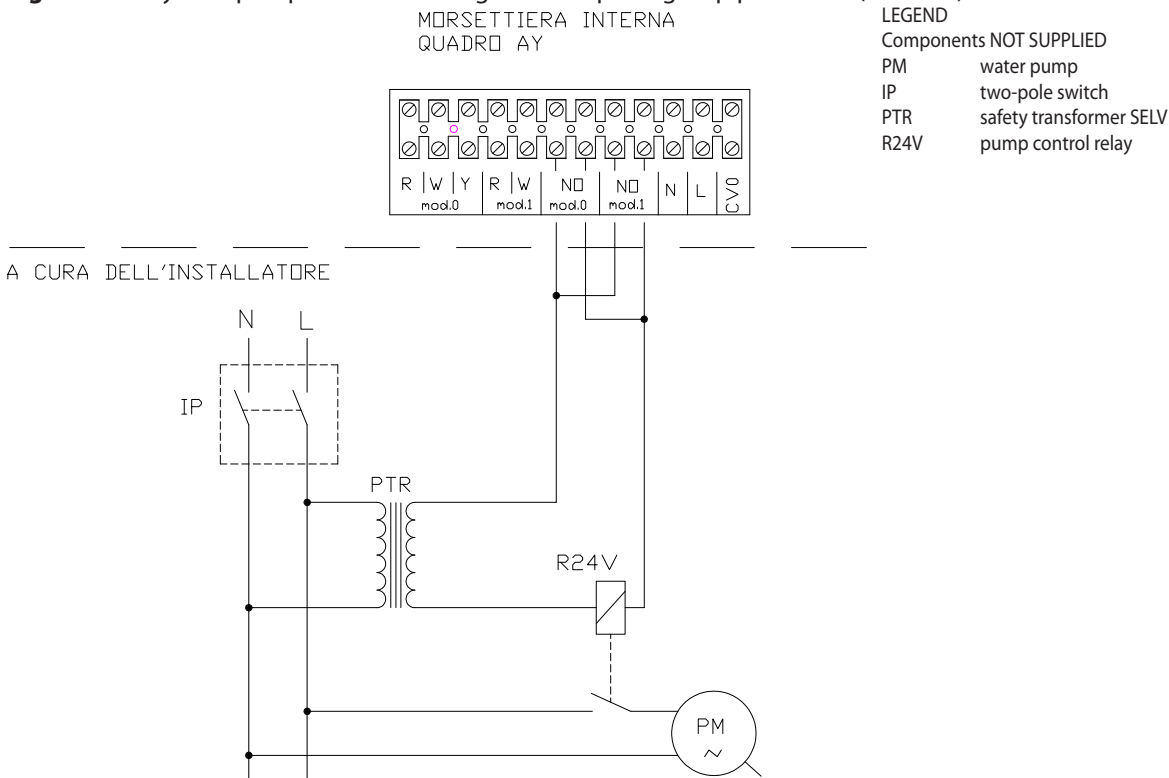 MORSETTIERA INTERNA
QUADRO AY
LEGEND
Components NOT SUPPLIED
PM water pump
IP two-pole switch
PTR safety transformer SELV
R24V pump control relay
R W Y R W NO NO N L CV0
mod.0 mod.1 mod.0 mod.1
A CURA DELL'INSTALLATORE
N L
IP
PTR
R24V
PM
~